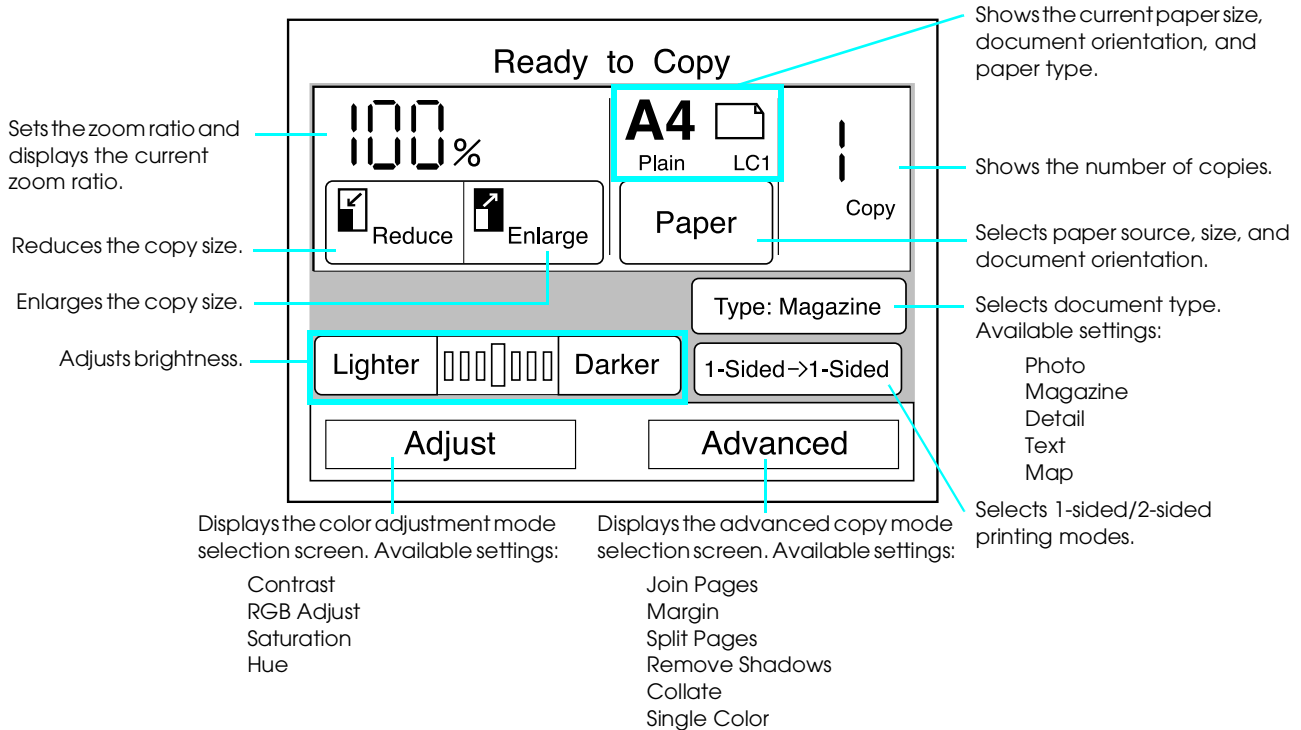 Shows the current paper size,
document orientation, and
paper type.
Ready to Copy
Sets the zoom ratio and
displays the current
zoom ratio.
100%
A4
Plain LC1
1
Copy
Shows the number of copies.
Reduces the copy size.
Reduce
Enlarge
Paper
Selects paper source, size, and
document orientation.
Enlarges the copy size.
Type: Magazine
Selects document type.
Available settings:
Photo
Magazine
Detail
Text
Map
Adjusts brightness.
Lighter
Darker
1-Sided→1-Sided
Selects 1-sided/2-sided
printing modes.
Adjust
Advanced
Displays the color adjustment mode
selection screen. Available settings:
Contrast
RGB Adjust
Saturation
Hue
Displays the advanced copy mode
selection screen. Available settings:
Join Pages
Margin
Split Pages
Remove Shadows
Collate
Single Color